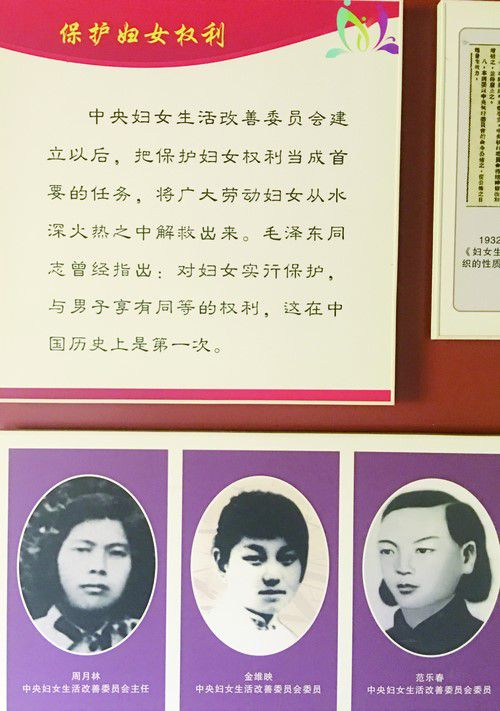 保护妇女权利
中央妇女生活改善委员会建
立以后，把保护妇女权利当成首
要的任务，将广大劳动妇女从水
深火热之中解救出来。毛泽东同
志曾经指出：对妇女实行保护，
与男子享有同等的权利，这在中
国历史上是第一次。
1932
《妇女生
织的性质
周月林
中央妇女生活改善委员会主任
金维映
中央妇女生活改善委员会委员
范乐春
中央妇女生活改善委员会委员